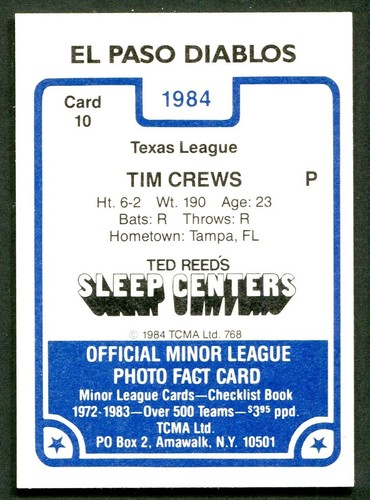 EL PASO DIABLOS
Card
10
1984
Texas League
TIM CREWS P
Ht. 6-2 Wt. 190 Age: 23
Bats: R Throws: R
Hometown: Tampa, FL
TED REED'S
SLEEP CENTERS
© 1984 TCMA Ltd. 768
OFFICIAL MINOR LEAGUE
PHOTO FACT CARD
Minor League Cards—Checklist Book
1972-1983—Over 500 Teams—$3.95 ppd.
TCMA Ltd.
PO Box 2, Amawalk, N.Y. 10501